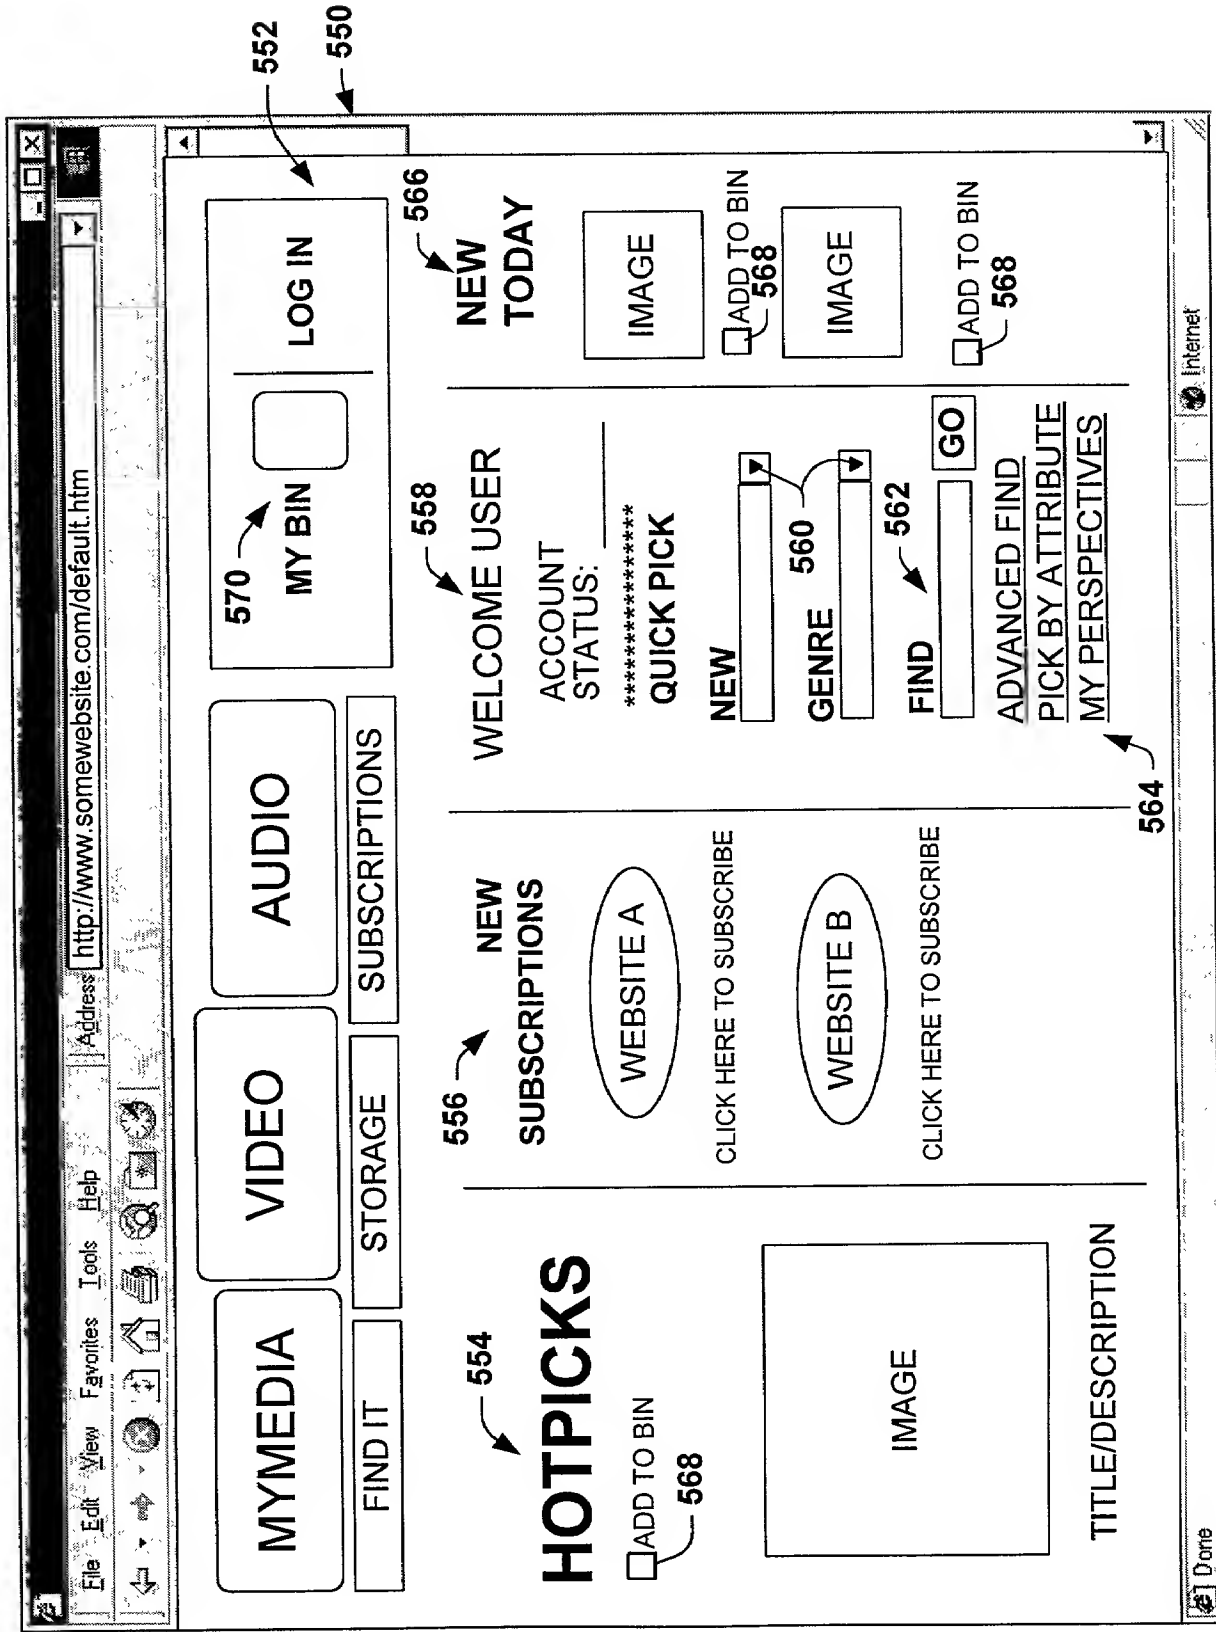 File Edit View Favorites Tools Help
Address http://www.somewebsite.com/default.htm
552
550
MYMEDIA
VIDEO
AUDIO
FIND IT
STORAGE
SUBSCRIPTIONS
570
MY BIN
LOG IN
554
HOTPICKS
ADD TO BIN
568
IMAGE
TITLE/DESCRIPTION
556
NEW
SUBSCRIPTIONS
WEBSITE A
CLICK HERE TO SUBSCRIBE
WEBSITE B
CLICK HERE TO SUBSCRIBE
558
WELCOME USER
ACCOUNT
STATUS:
****************
QUICK PICK
NEW
560
GENRE
562
FIND
GO
ADVANCED FIND
PICK BY ATTRIBUTE
MY PERSPECTIVES
564
566
NEW
TODAY
IMAGE
ADD TO BIN
568
IMAGE
ADD TO BIN
568
Done
Internet